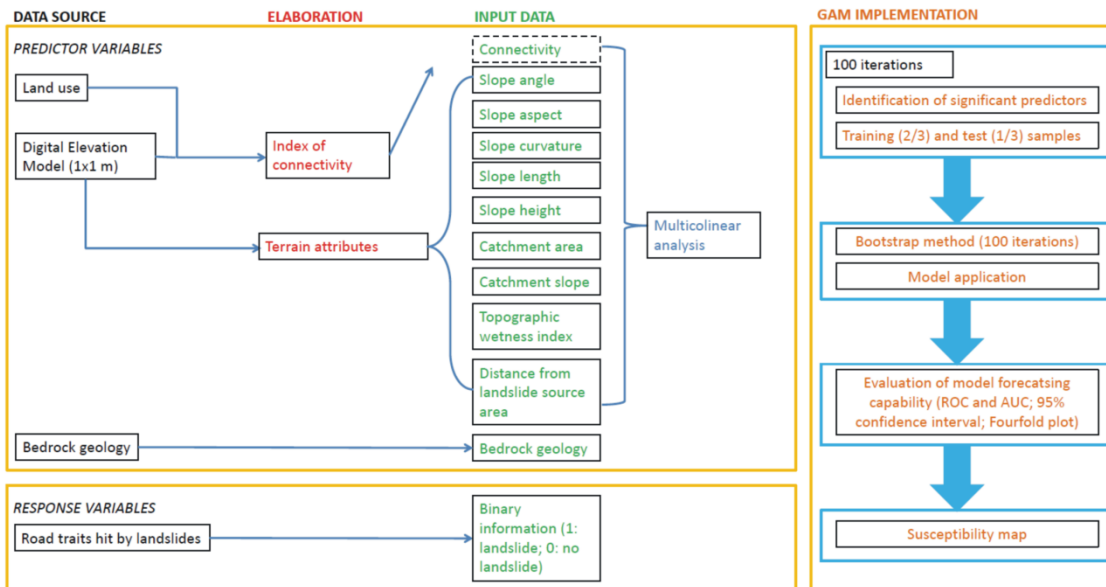 DATA SOURCE
ELABORATION
INPUT DATA
PREDICTOR VARIABLES
Land use
Digital Elevation
Model (1x1 m)
Index of
connectivity
Terrain attributes
Connectivity
Slope angle
Slope aspect
Slope curvature
Slope length
Slope height
Catchment area
Catchment slope
Topographic
wetness index
Distance from
landslide source
area
Multicolinear
analysis
Bedrock geology
Bedrock geology
RESPONSE VARIABLES
Road traits hit by landslides
Binary
information (1:
landslide; 0: no
landslide)
GAM IMPLEMENTATION
100 iterations
Identification of significant predictors
Training (2/3) and test (1/3) samples
Bootstrap method (100 iterations)
Model application
Evaluation of model forecatsing
capability (ROC and AUC; 95%
confidence interval; Fourfold plot)
Susceptibility map